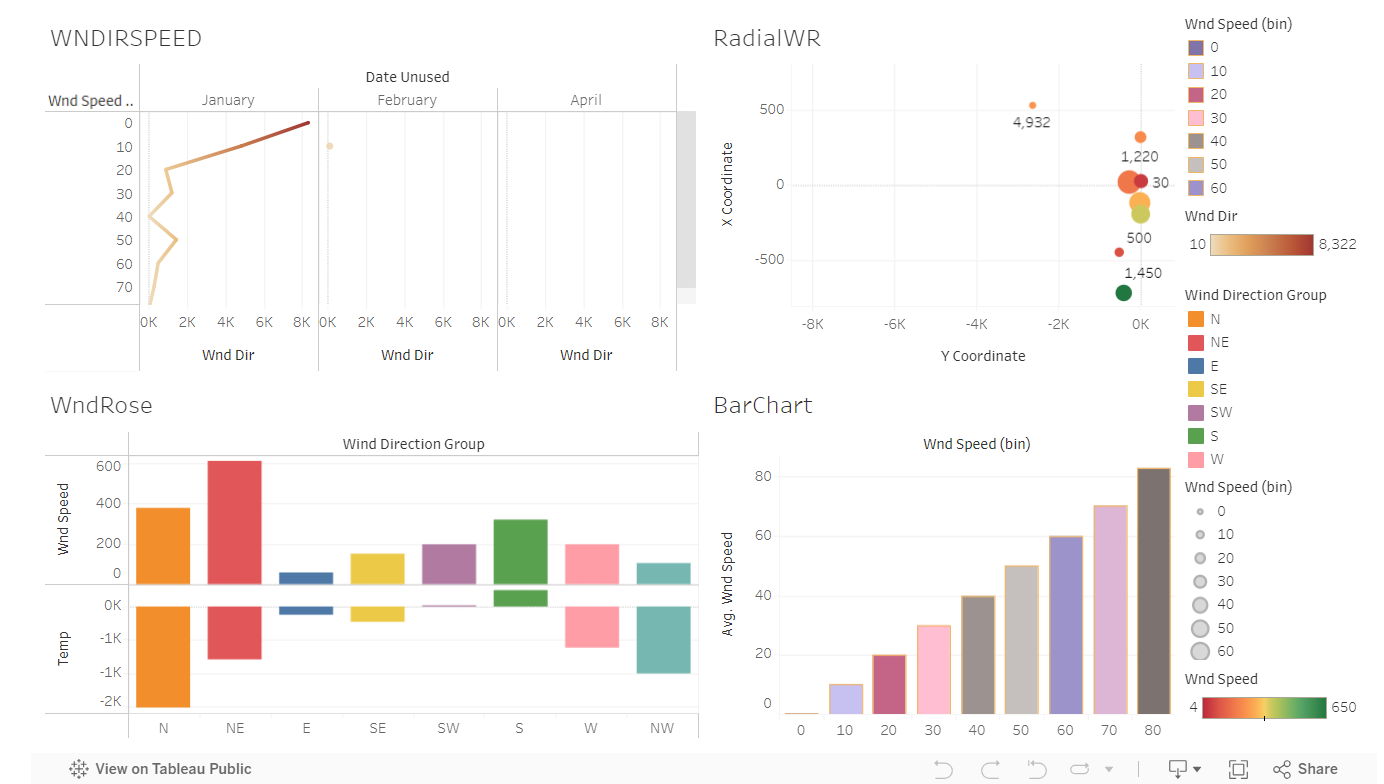 WNDIRSPEED
Date Unused
Wnd Speed ..
January
February
April
0
10
20
30
40
50
60
70
0K 2K 4K 6K 8K
0K 2K 4K 6K 8K
0K 2K 4K 6K 8K
Wnd Dir
Wnd Dir
Wnd Dir
RadialWR
X Coordinate
500
0
-500
4,932
1,220
30
500
1,450
-8K -6K -4K -2K 0K
Y Coordinate
Wnd Speed (bin)
0
10
20
30
40
50
60
Wnd Dir
10 8,322
Wind Direction Group
N
NE
E
SE
SW
S
W
Wnd Speed (bin)
0
10
20
30
40
50
60
Wnd Speed
4 650
WndRose
Wind Direction Group
Wnd Speed
600
400
200
0
Temp
0K
-1K
-1K
-2K
N NE E SE SW S W NW
BarChart
Wnd Speed (bin)
Avg. Wnd Speed
80
60
40
20
0
0 10 20 30 40 50 60 70 80
View on Tableau Public
Share